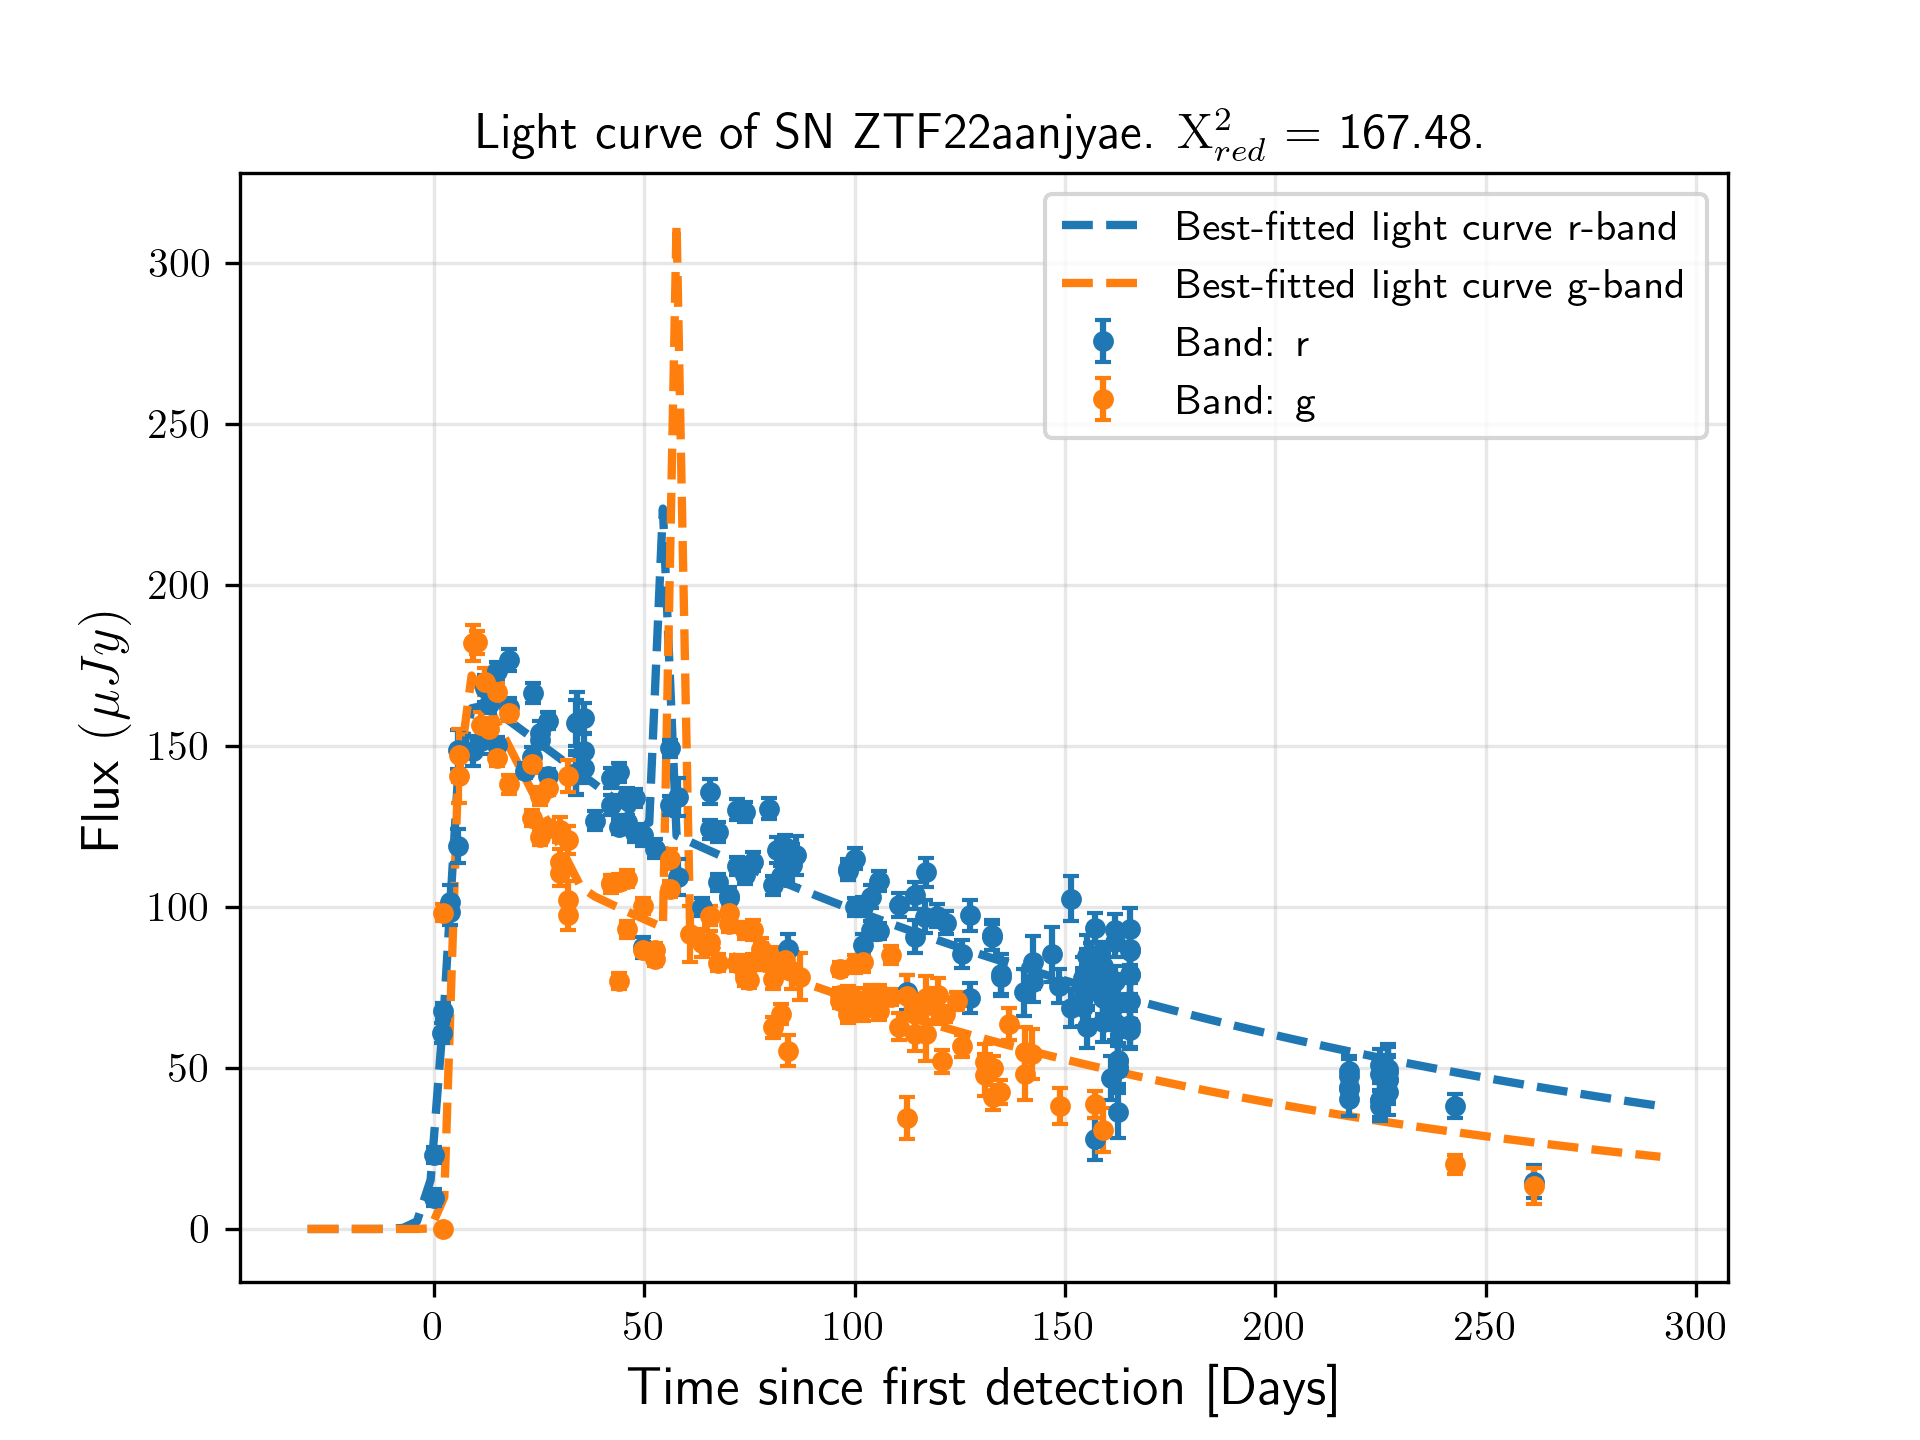 Light curve of SN ZTF22aanjyae. X²_red = 167.48.
Best-fitted light curve r-band
Best-fitted light curve g-band
Band: r
Band: g
Flux (μJy)
300
250
200
150
100
50
0
0 50 100 150 200 250 300
Time since first detection [Days]